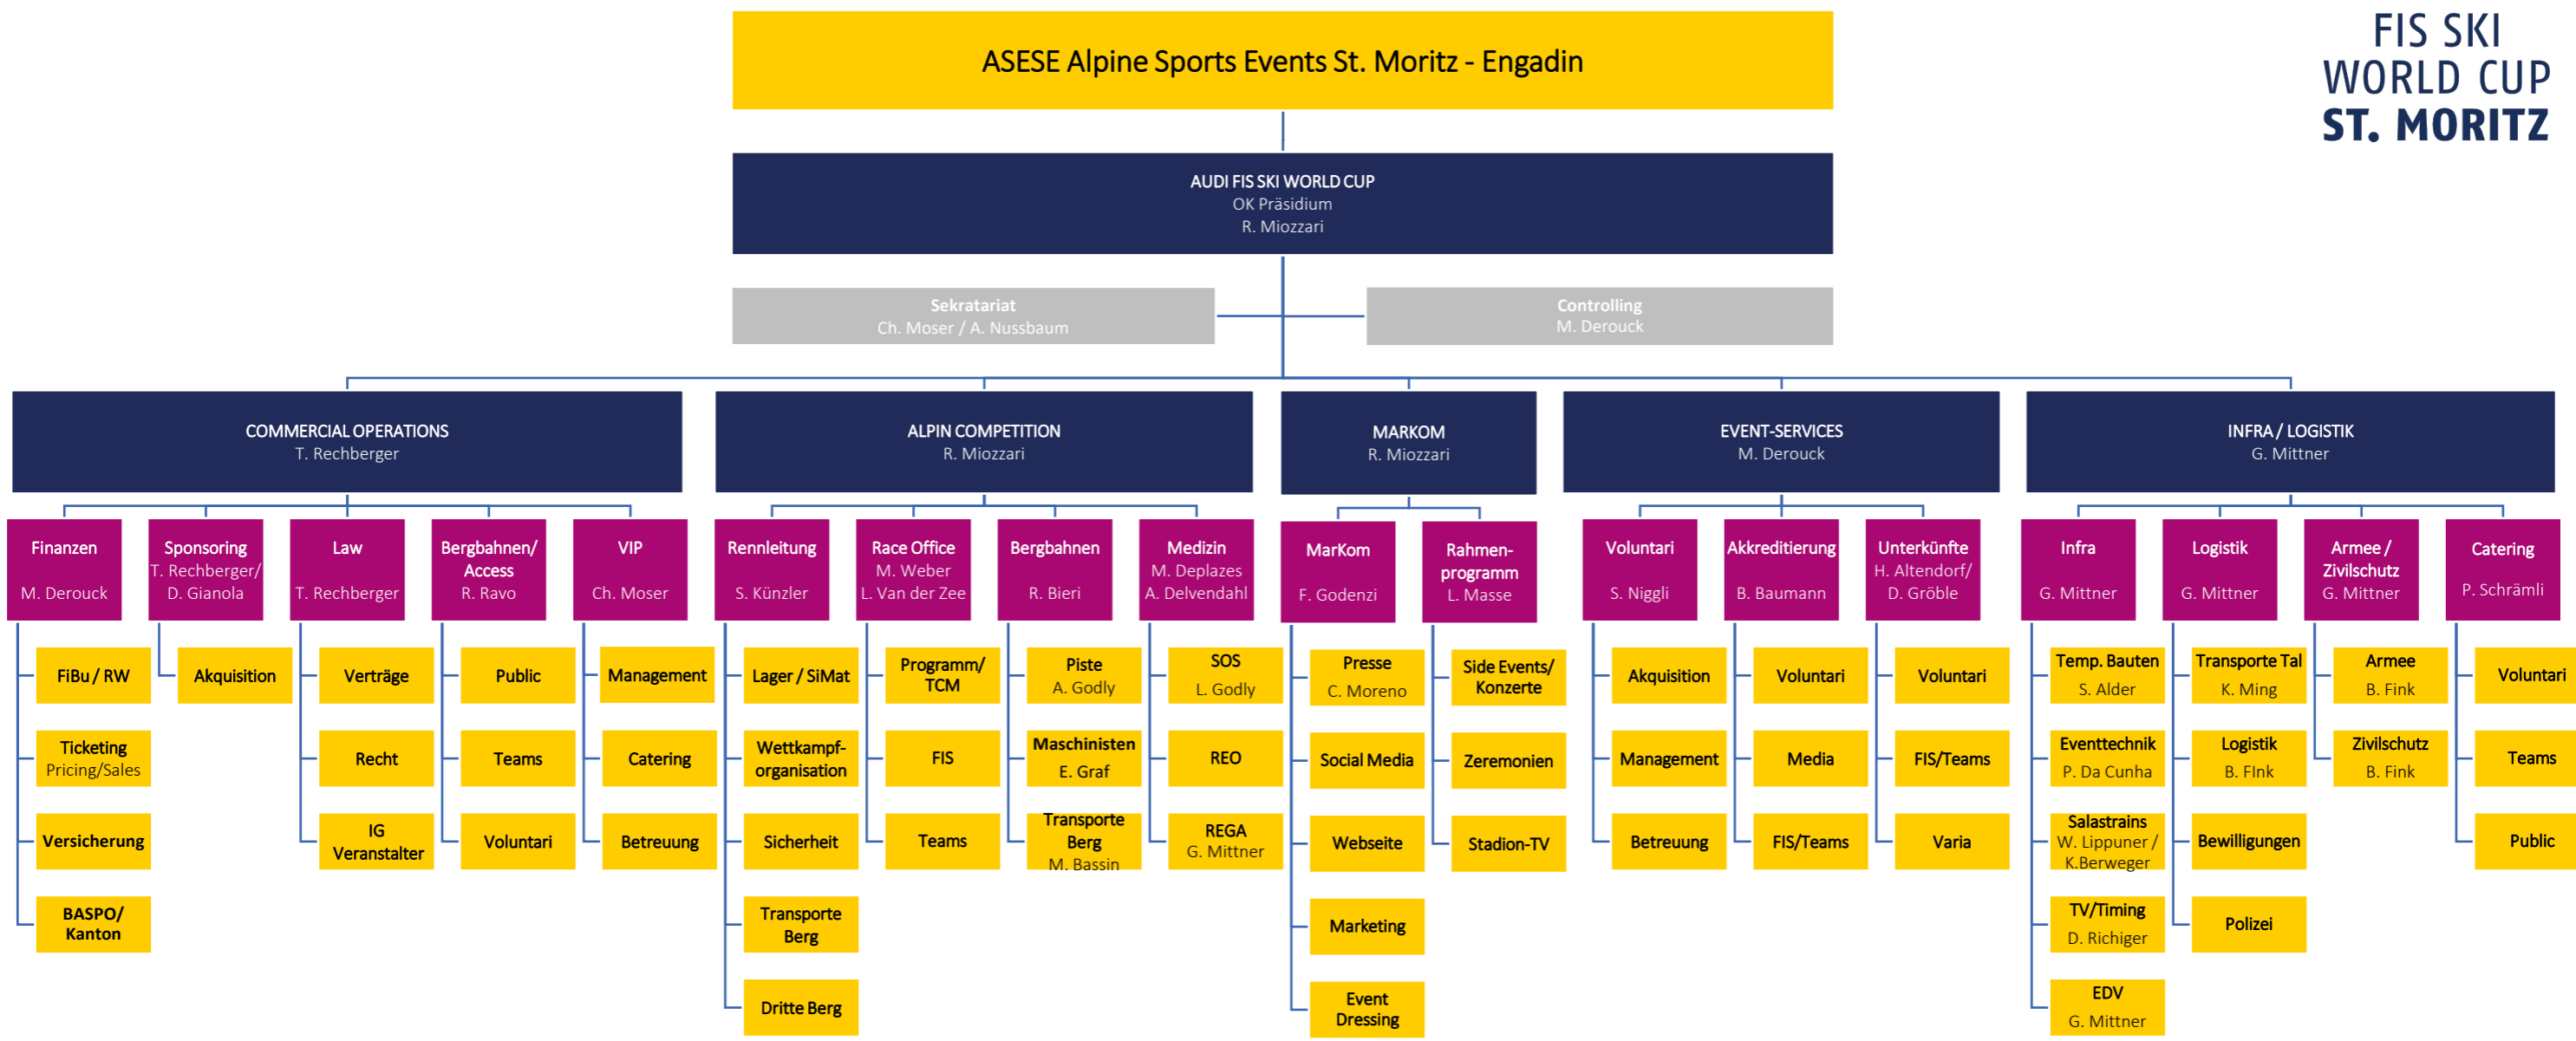 FIS SKI
WORLD CUP
ST. MORITZ
ASESE Alpine Sports Events St. Moritz - Engadin
AUDI FIS SKI WORLD CUP
OK Präsidium
R. Miozzari
Sekratariat
Ch. Moser / A. Nussbaum
Controlling
M. Derouck
COMMERCIAL OPERATIONS
T. Rechberger
ALPIN COMPETITION
R. Miozzari
MARKOM
R. Miozzari
EVENT-SERVICES
M. Derouck
INFRA / LOGISTIK
G. Mittner
Finanzen
M. Derouck
Sponsoring
T. Rechberger/
D. Gianola
Law
T. Rechberger
Bergbahnen/
Access
R. Ravo
VIP
Ch. Moser
Rennleitung
S. Künzler
Race Office
M. Weber
L. Van der Zee
Bergbahnen
R. Bieri
Medizin
M. Deplazes
A. Delvendahl
MarKom
F. Godenzi
Rahmen-
programm
L. Masse
Voluntari
S. Niggli
Akkreditierung
B. Baumann
Unterkünfte
H. Altendorf/
D. Gröble
Infra
G. Mittner
Logistik
G. Mittner
Armee /
Zivilschutz
G. Mittner
Catering
P. Schrämli
FiBu / RW
Ticketing
Pricing/Sales
Versicherung
BASPO/
Kanton
Akquisition
Verträge
Recht
IG
Veranstalter
Public
Teams
Voluntari
Management
Catering
Betreuung
Lager / SiMat
Wettkampf-
organisation
Sicherheit
Transporte
Berg
Dritte Berg
Programm/
TCM
FIS
Teams
Piste
A. Godly
Maschinisten
E. Graf
Transporte
Berg
M. Bassin
SOS
L. Godly
REO
REGA
G. Mittner
Presse
C. Moreno
Social Media
Webseite
Marketing
Event
Dressing
Side Events/
Konzerte
Zeremonien
Stadion-TV
Akquisition
Management
Betreuung
Voluntari
Media
FIS/Teams
Voluntari
FIS/Teams
Varia
Temp. Bauten
S. Alder
Eventtechnik
P. Da Cunha
Salastrains
W. Lippuner /
K.Berweger
TV/Timing
D. Richiger
EDV
G. Mittner
Transporte Tal
K. Ming
Logistik
B. FInk
Bewilligungen
Polizei
Armee
B. Fink
Zivilschutz
B. Fink
Voluntari
Teams
Public